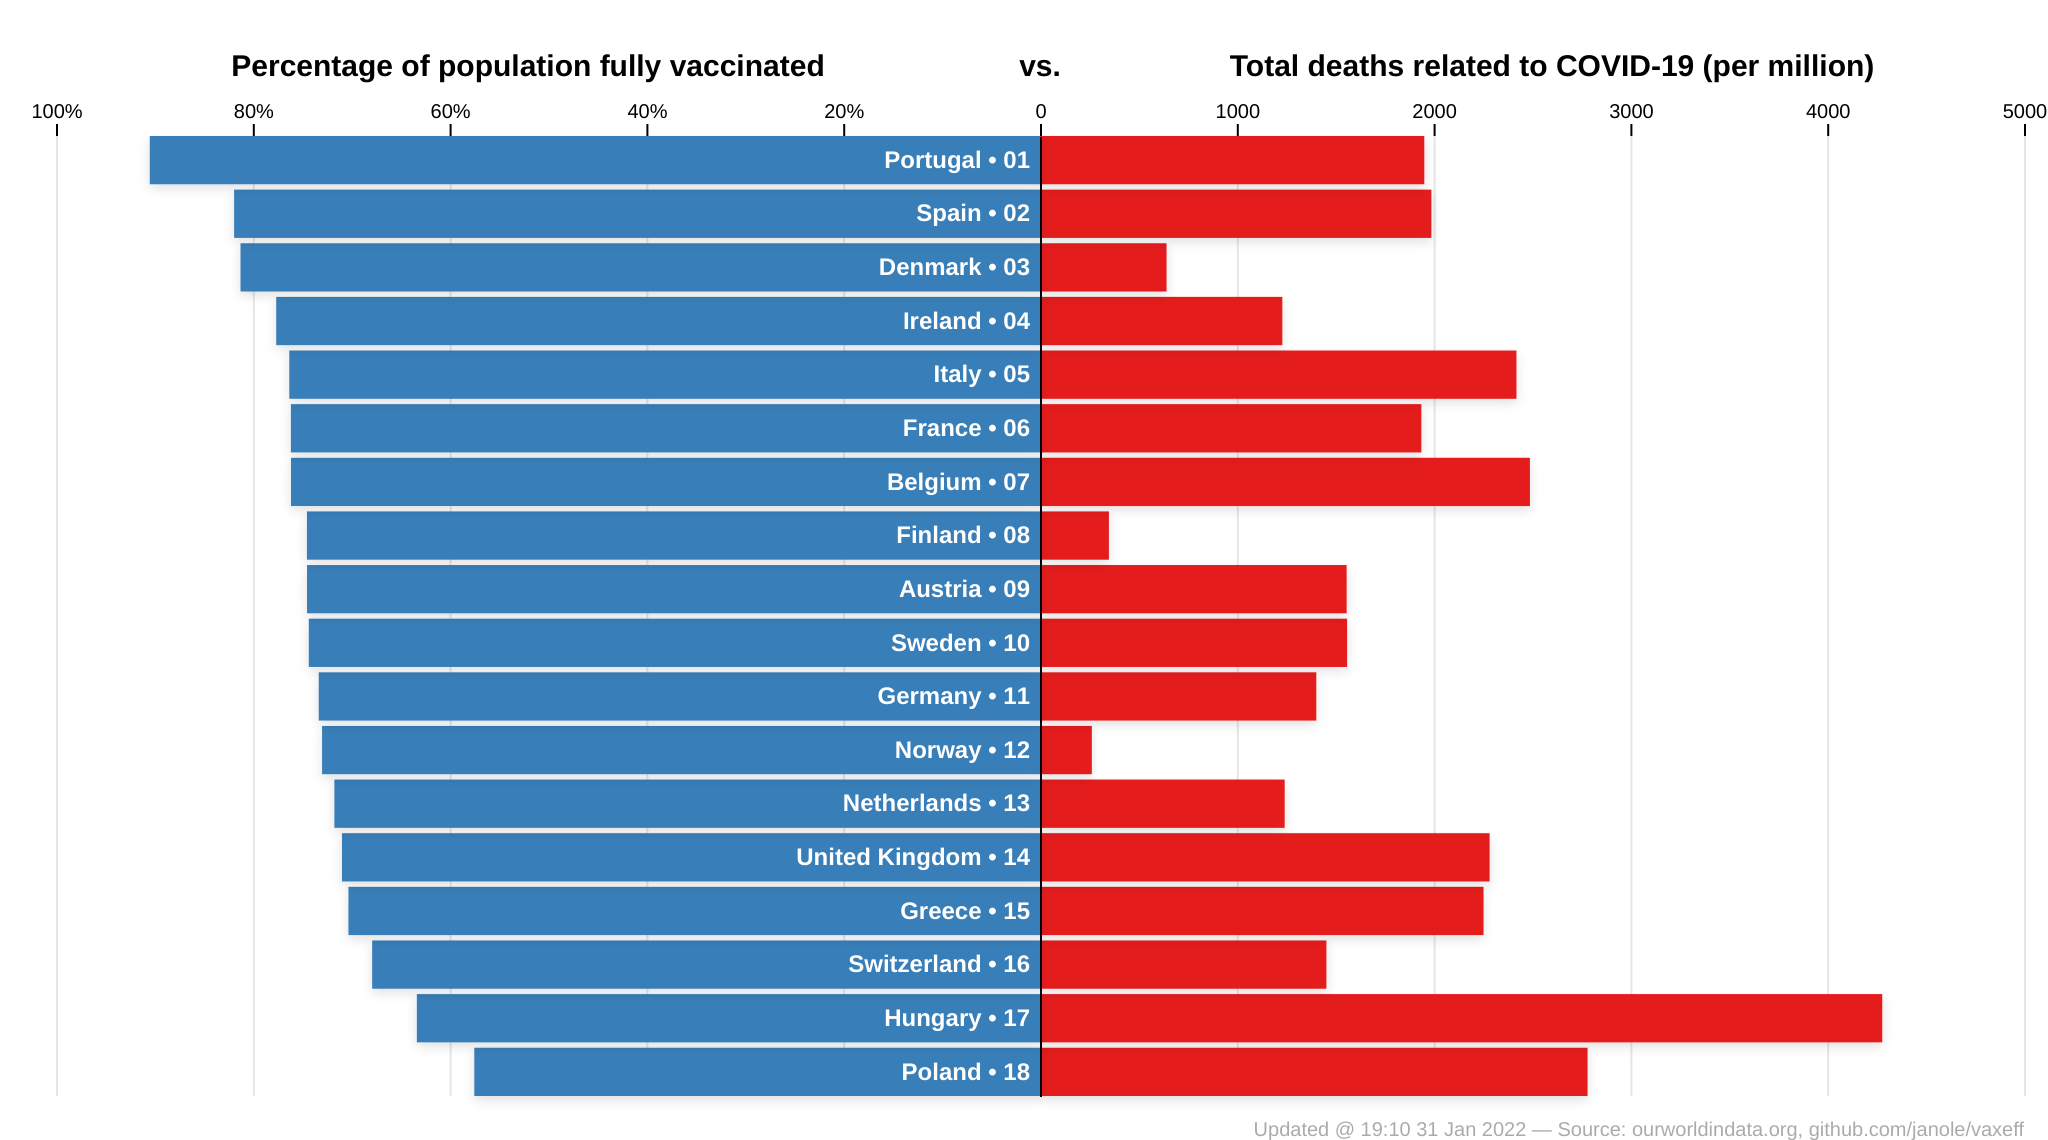 Percentage of population fully vaccinated vs. Total deaths related to COVID-19 (per million)
100% 80% 60% 40% 20% 0 1000 2000 3000 4000 5000
Portugal • 01
Spain • 02
Denmark • 03
Ireland • 04
Italy • 05
France • 06
Belgium • 07
Finland • 08
Austria • 09
Sweden • 10
Germany • 11
Norway • 12
Netherlands • 13
United Kingdom • 14
Greece • 15
Switzerland • 16
Hungary • 17
Poland • 18
Updated @ 19:10 31 Jan 2022 — Source: ourworldindata.org, github.com/janole/vaxeff